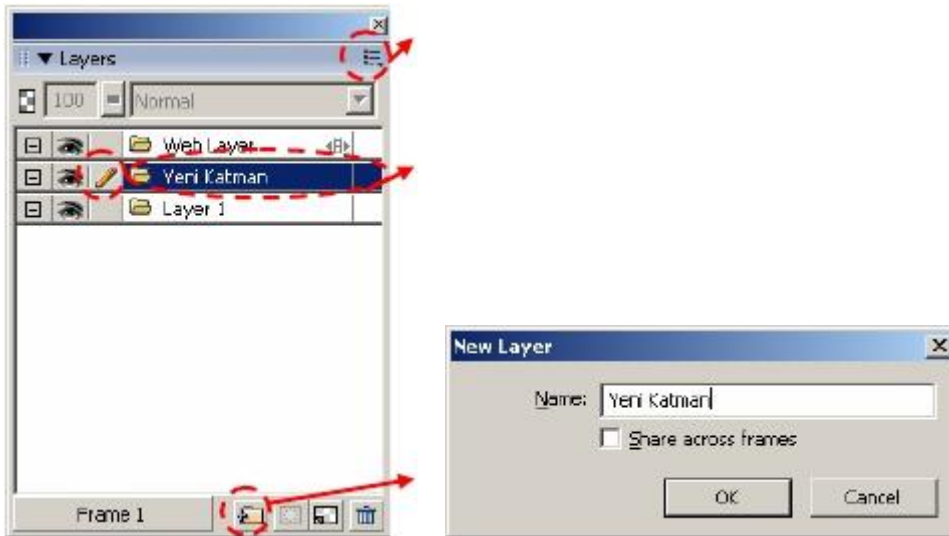 Layers
100 Normal
Web Layer
Yeni Katman
Layer 1
Frame 1
New Layer
Name: Yeni Katman
Share across frames
OK Cancel